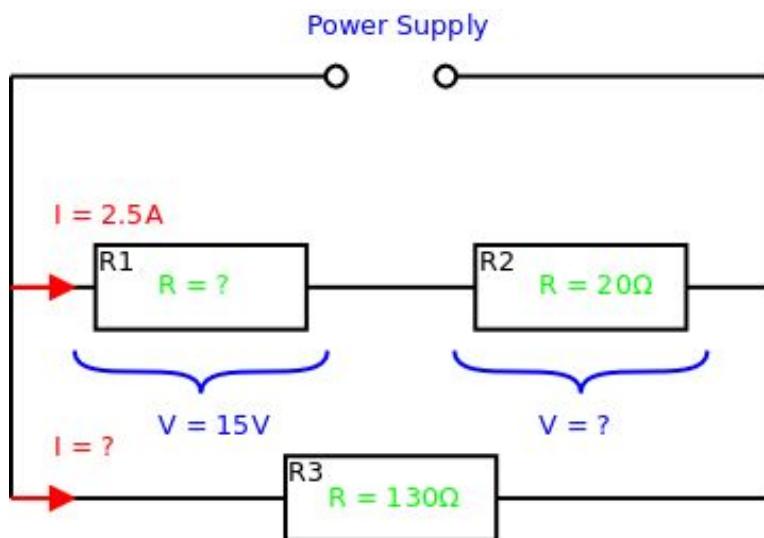 Power Supply
I = 2.5A
R1
R = ?
R2
R = 20Ω
V = 15V
V = ?
I = ?
R3
R = 130Ω